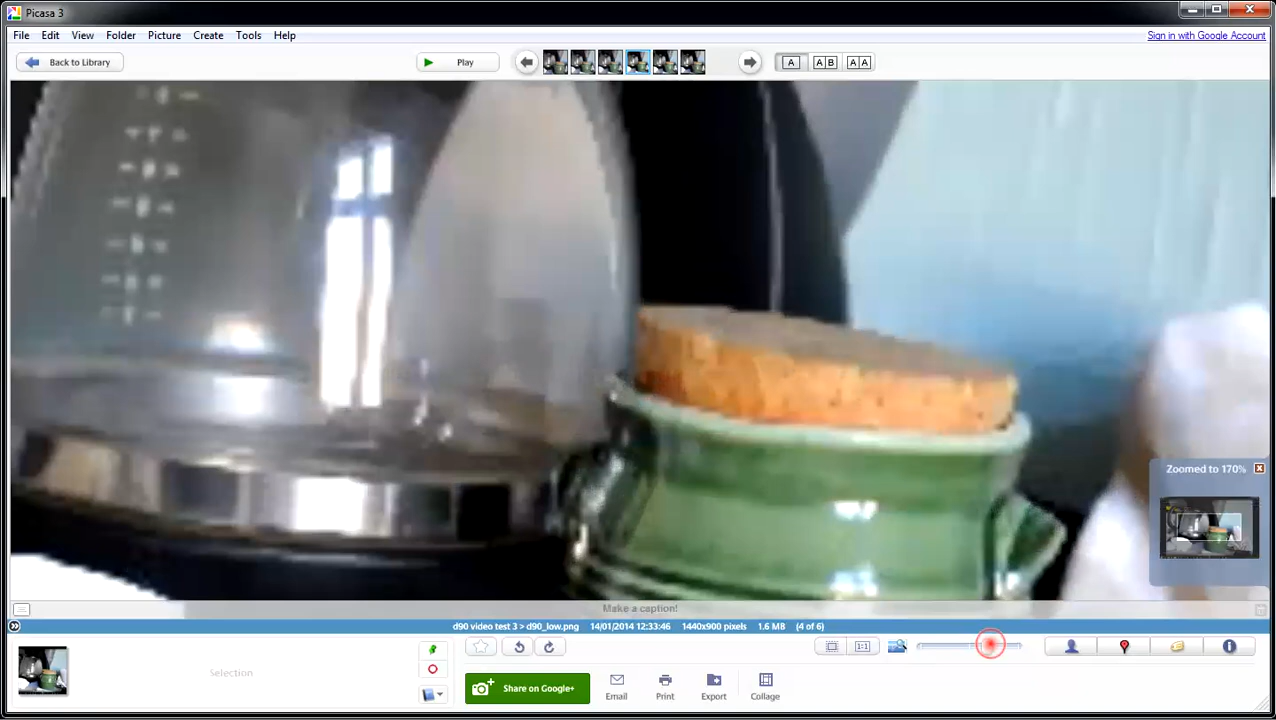 Picasa 3
File Edit View Folder Picture Create Tools Help
Sign in with Google Account
Back to Library
Play
A
A B
A A
Zoomed to 170%
Make a caption!
d90 video test 3 > d90_low.png 14/01/2014 12:33:46 1440x900 pixels 1.6 MB (4 of 6)
1:1
Selection
Share on Google+
Email
Print
Export
Collage